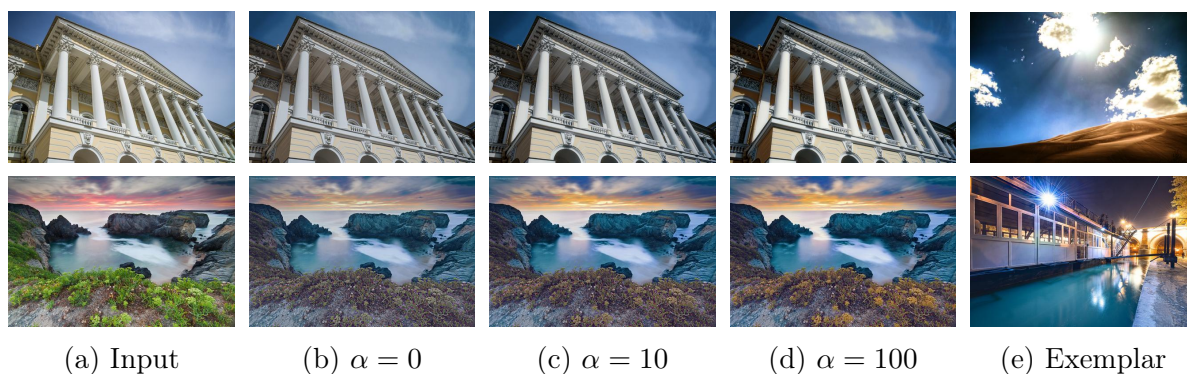 (a) Input (b) α = 0 (c) α = 10 (d) α = 100 (e) Exemplar